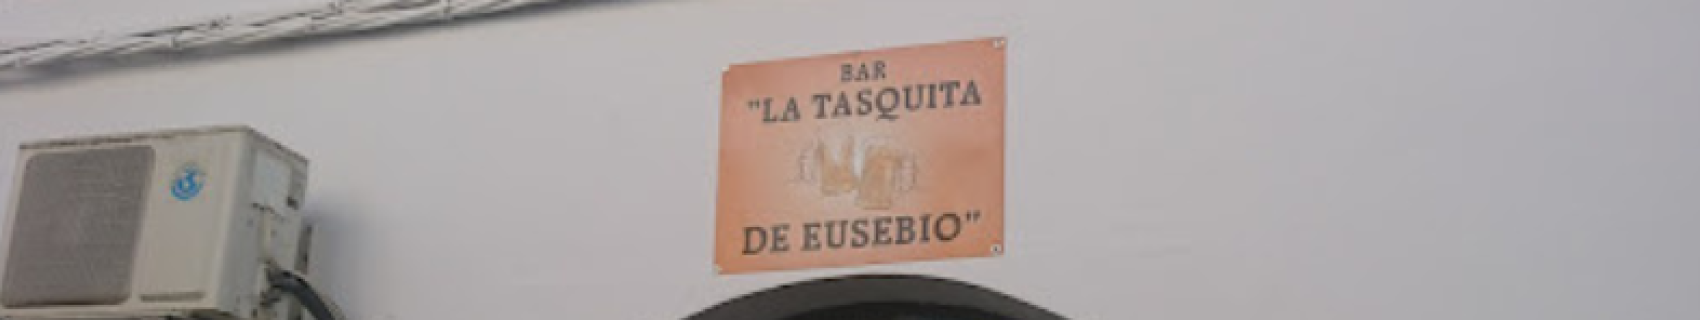 BAR
"LA TASQUITA
DE EUSEBIO"